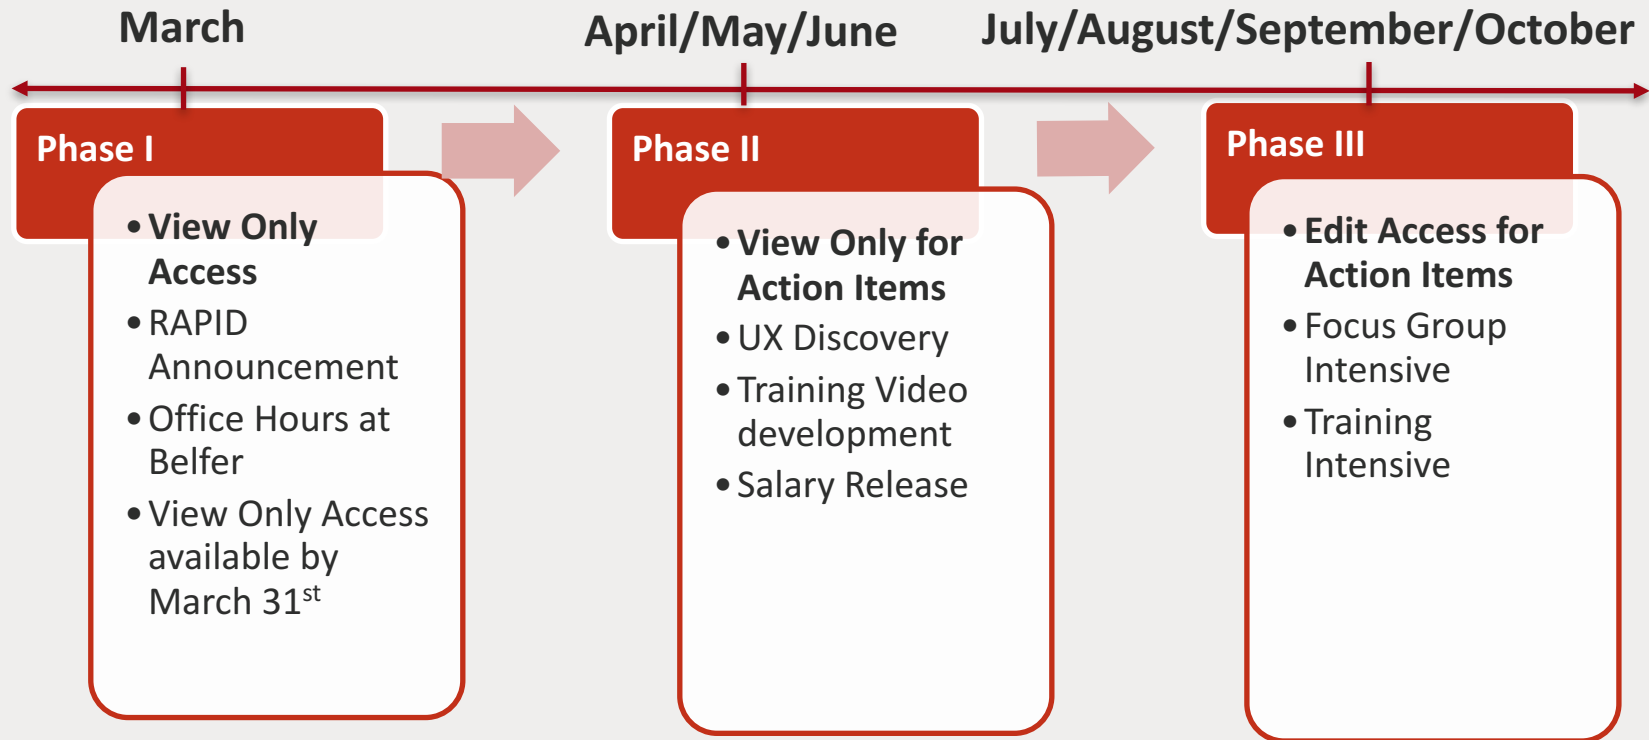 March
April/May/June
July/August/September/October
Phase I
• View Only
Access
• RAPID
Announcement
• Office Hours at
Belfer
• View Only Access
available by
March 31st
Phase II
• View Only for
Action Items
• UX Discovery
• Training Video
development
• Salary Release
Phase III
• Edit Access for
Action Items
• Focus Group
Intensive
• Training
Intensive